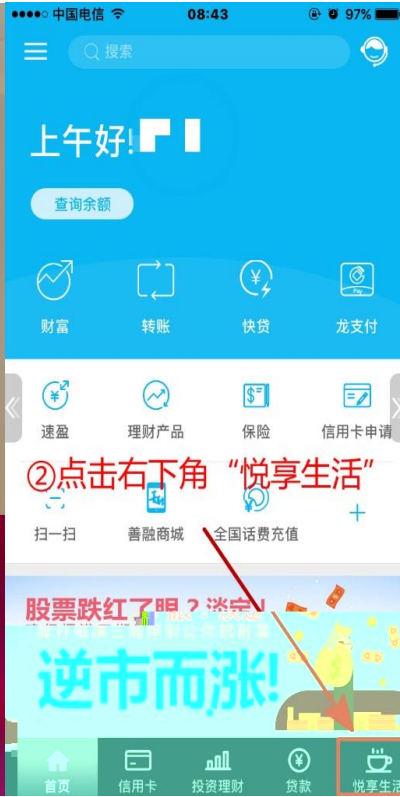 中国电信 08:43 97%
搜索
上午好!
查询余额
财富 转账 快贷 龙支付
Pay
速盈 理财产品 保险 信用卡申请
②点击右下角“悦享生活”
扫一扫 善融商城 全国话费充值
股票跌红了眼？淡定！
逆市而涨!
首页 信用卡 投资理财 贷款 悦享生活